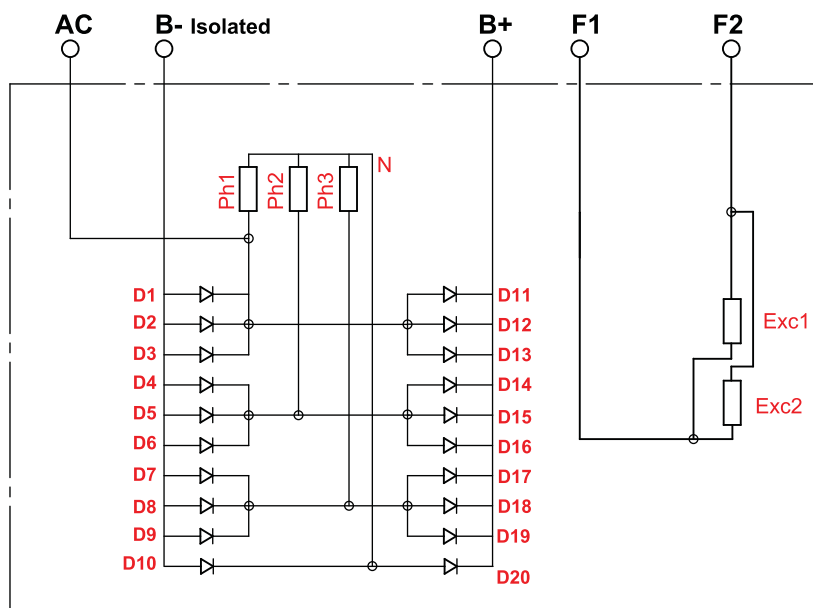 AC B- Isolated B+ F1 F2
N
Ph1 Ph2 Ph3
D1 D11
D2 D12
D3 D13
D4 D14
D5 D15
D6 D16
D7 D17
D8 D18
D9 D19
D10 D20
Exc1
Exc2